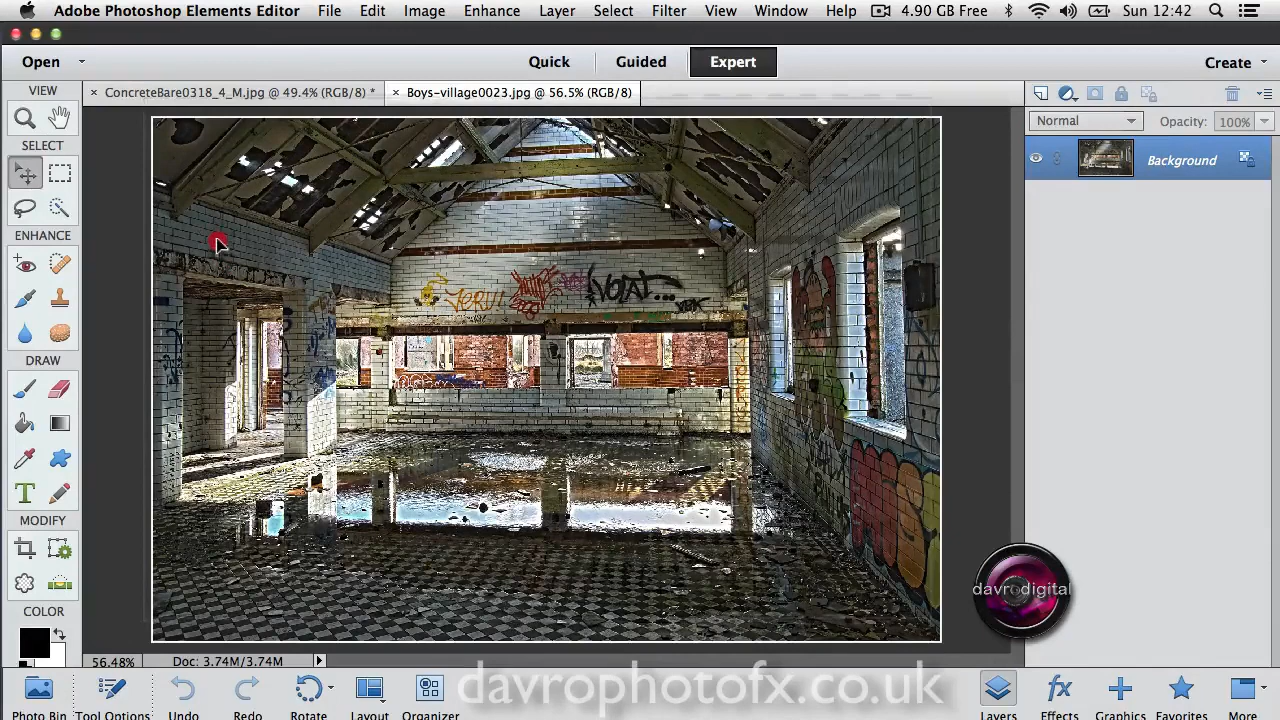 Adobe Photoshop Elements Editor File Edit Image Enhance Layer Select Filter View Window Help 4.90 GB Free Sun 12:42
Open Quick Guided Expert Create
VIEW × ConcreteBare0318_4_M.jpg @ 49.4% (RGB/8) * × Boys-village0023.jpg @ 56.5% (RGB/8)
Normal Opacity: 100%
SELECT
Background
ENHANCE
DRAW
T
MODIFY
davrodigital
COLOR
56.48% Doc: 3.74M/3.74M
davrophotofx.co.uk
fx
Photo Bin Tool Options Undo Redo Rotate Layout Organizer Layers Effects Graphics Favorites More